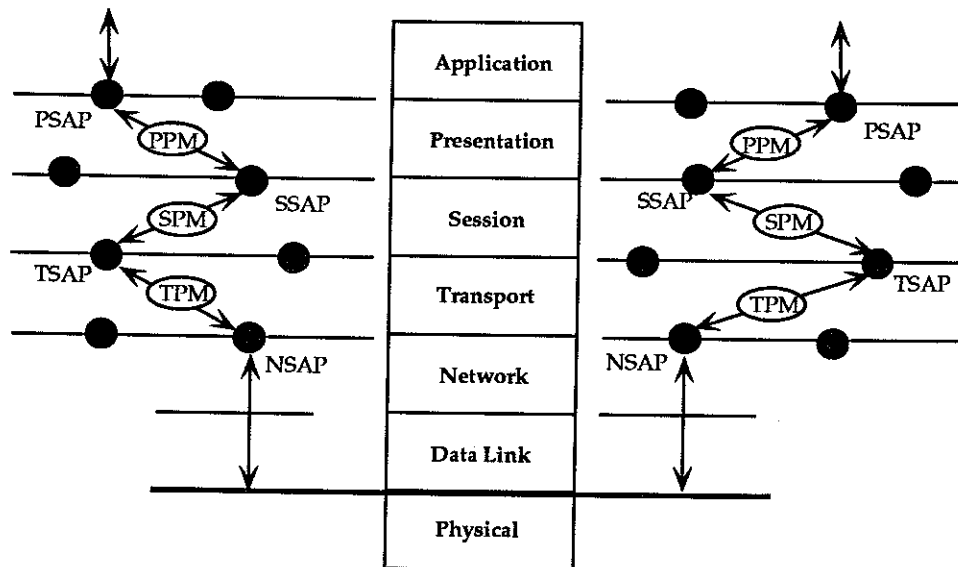 Application
PSAP
PSAP
PPM
Presentation
PPM
SSAP
SSAP
SPM
Session
SPM
TSAP
TSAP
TPM
Transport
TPM
NSAP
NSAP
Network
Data Link
Physical